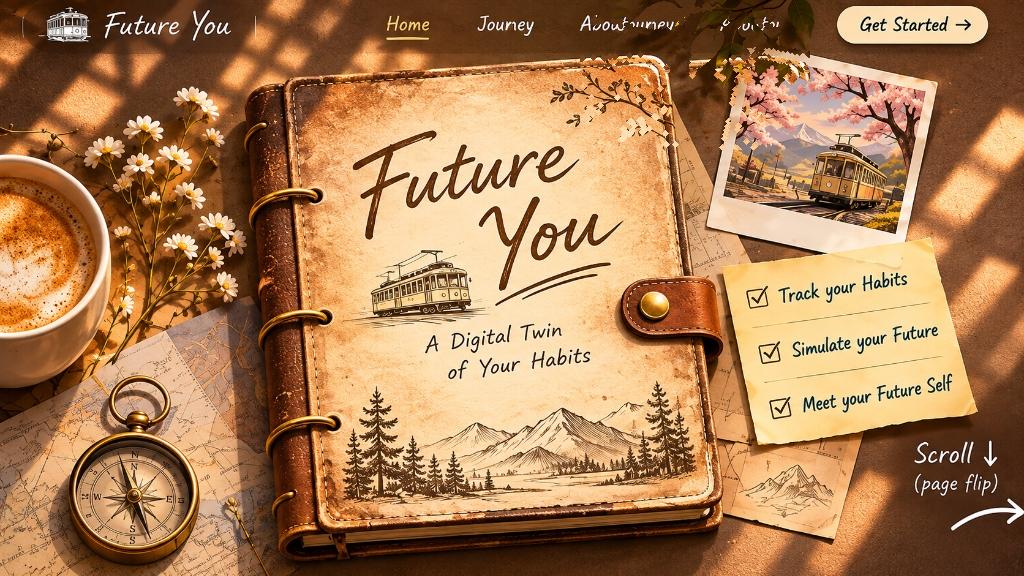 Future You
Home
Journey
Get Started →
Future
You
A Digital Twin
of Your Habits
Track your Habits
Simulate your Future
Meet your Future Self
Scroll ↓
(page flip)
N
E
S
W